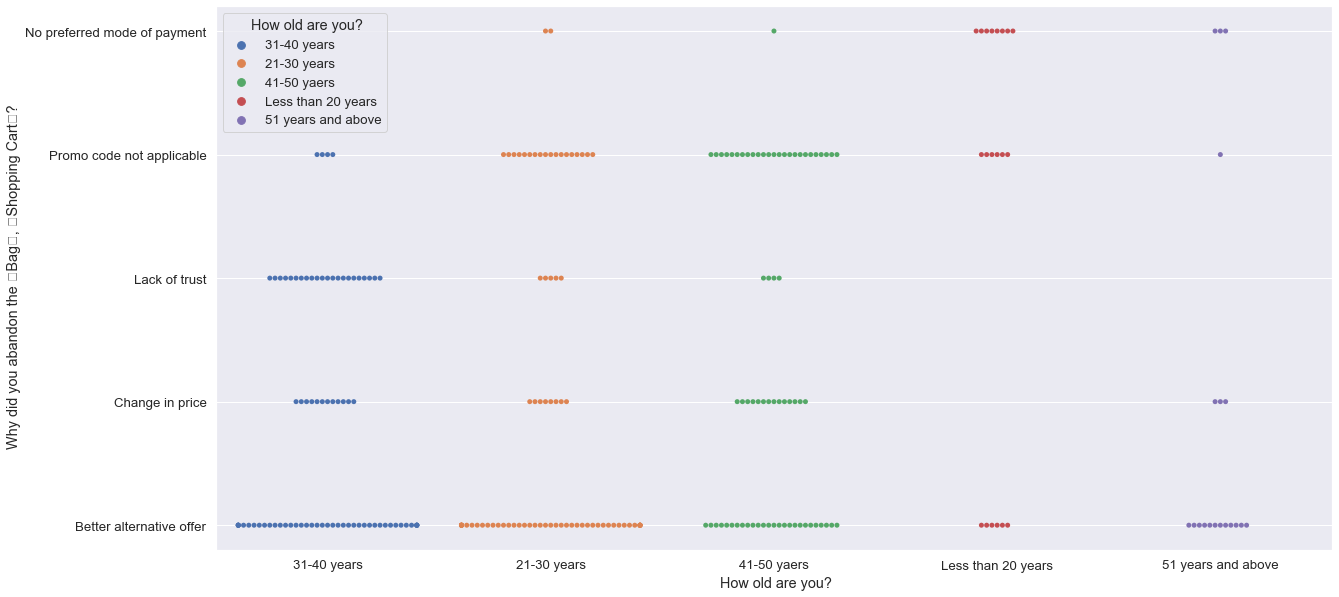 How old are you?
31-40 years
21-30 years
41-50 yaers
Less than 20 years
51 years and above
Why did you abandon the □Bag□, □Shopping Cart□?
No preferred mode of payment
Promo code not applicable
Lack of trust
Change in price
Better alternative offer
31-40 years 21-30 years 41-50 yaers Less than 20 years 51 years and above
How old are you?